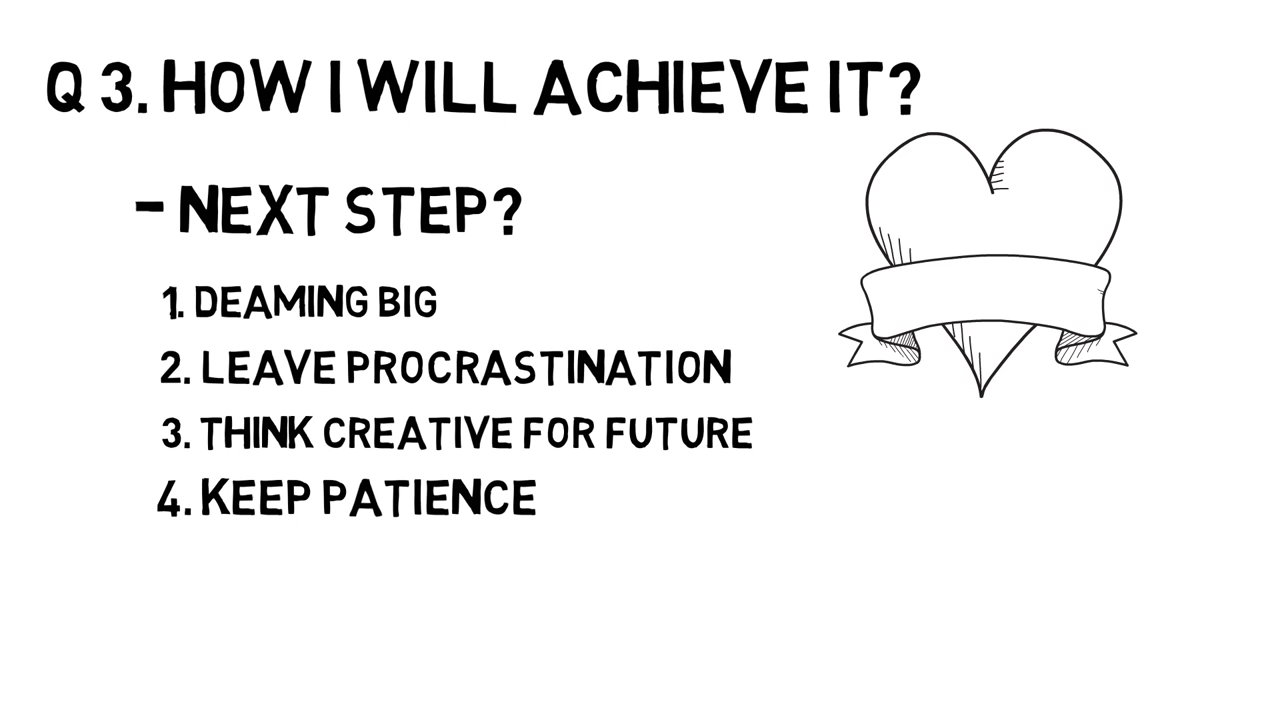 Q 3. HOW I WILL ACHIEVE IT?
- NEXT STEP?
1. DEAMING BIG
2. LEAVE PROCRASTINATION
3. THINK CREATIVE FOR FUTURE
4. KEEP PATIENCE